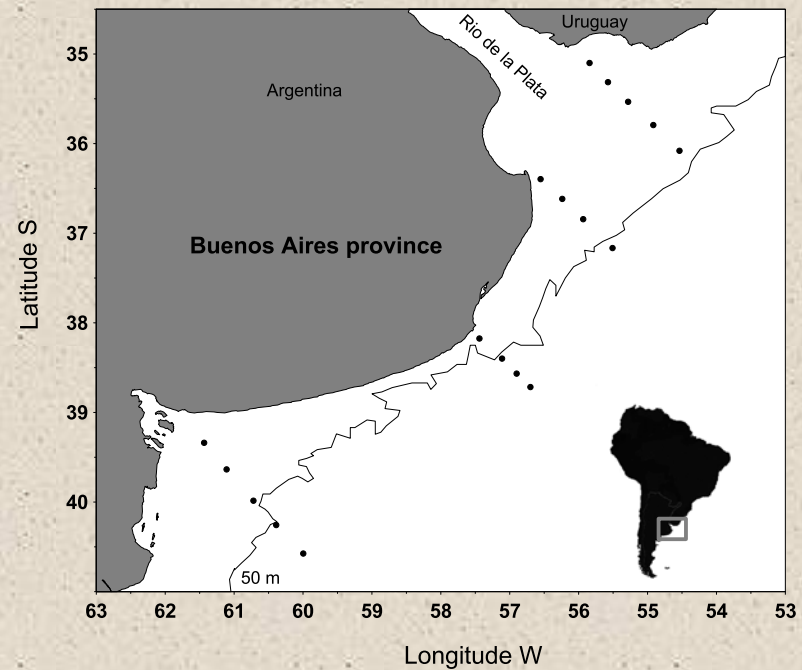 Uruguay
Rio de la Plata
Argentina
Buenos Aires province
50 m
Latitude S
35
36
37
38
39
40
63 62 61 60 59 58 57 56 55 54 53
Longitude W